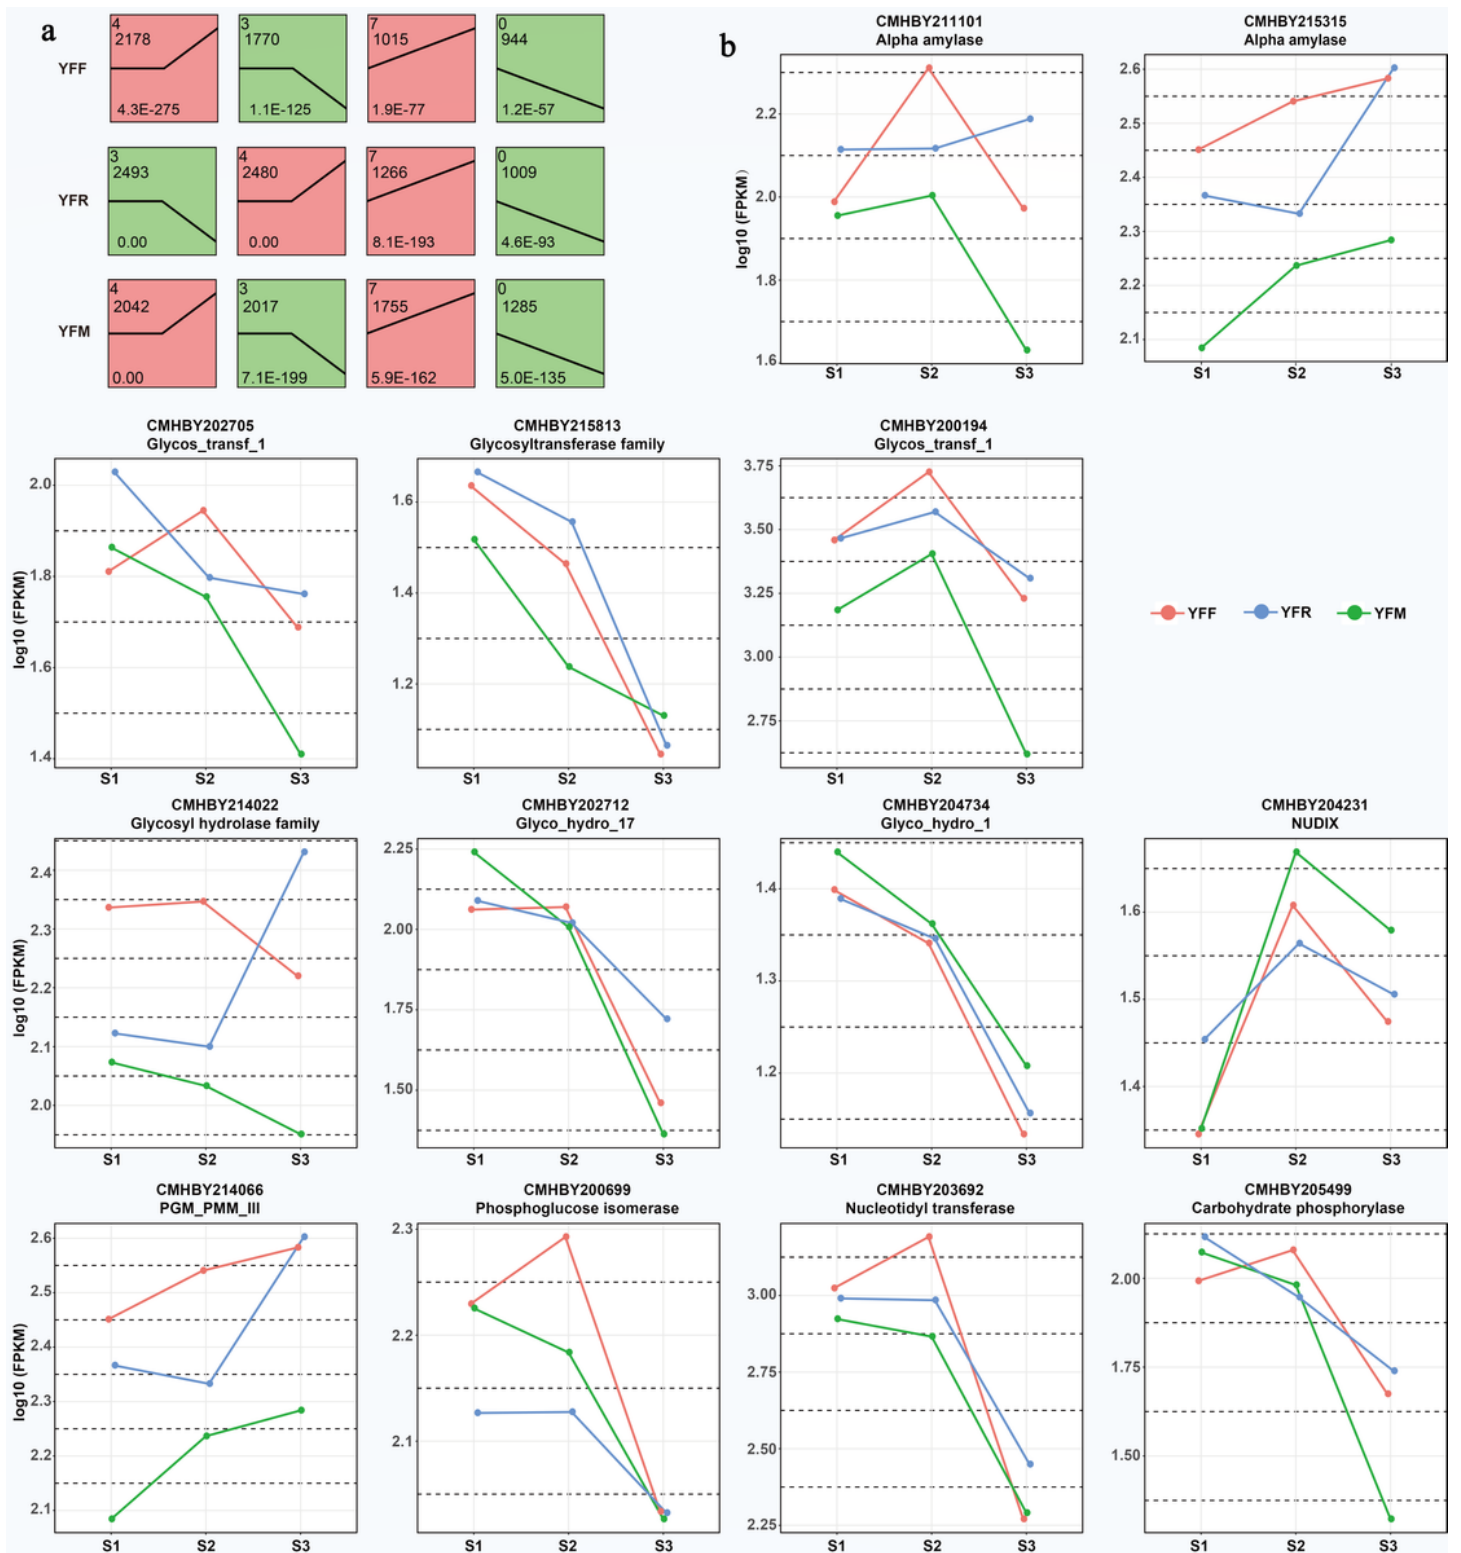 a
YFF
4
2178
4.3E-275
3
1770
1.1E-125
7
1015
1.9E-77
0
944
1.2E-57
YFR
3
2493
0.00
4
2480
0.00
7
1266
8.1E-193
0
1009
4.6E-93
YFM
4
2042
0.00
3
2017
7.1E-199
7
1755
5.9E-162
0
1285
5.0E-135
b
CMHBY211101
Alpha amylase
log10 (FPKM)
2.2
2.0
1.8
1.6
S1 S2 S3
CMHBY215315
Alpha amylase
2.6
2.5
2.4
2.3
2.2
2.1
S1 S2 S3
CMHBY202705
Glycos_transf_1
log10 (FPKM)
2.0
1.8
1.6
1.4
S1 S2 S3
CMHBY215813
Glycosyltransferase family
1.6
1.4
1.2
S1 S2 S3
CMHBY200194
Glycos_transf_1
3.75
3.50
3.25
3.00
2.75
S1 S2 S3
YFF YFR YFM
CMHBY214022
Glycosyl hydrolase family
log10 (FPKM)
2.4
2.3
2.2
2.1
2.0
S1 S2 S3
CMHBY202712
Glyco_hydro_17
2.25
2.00
1.75
1.50
S1 S2 S3
CMHBY204734
Glyco_hydro_1
1.4
1.3
1.2
S1 S2 S3
CMHBY204231
NUDIX
1.6
1.5
1.4
S1 S2 S3
CMHBY214066
PGM_PMM_III
log10 (FPKM)
2.6
2.5
2.4
2.3
2.2
2.1
S1 S2 S3
CMHBY200699
Phosphoglucose isomerase
2.3
2.2
2.1
S1 S2 S3
CMHBY203692
Nucleotidyl transferase
3.00
2.75
2.50
2.25
S1 S2 S3
CMHBY205499
Carbohydrate phosphorylase
2.00
1.75
1.50
S1 S2 S3